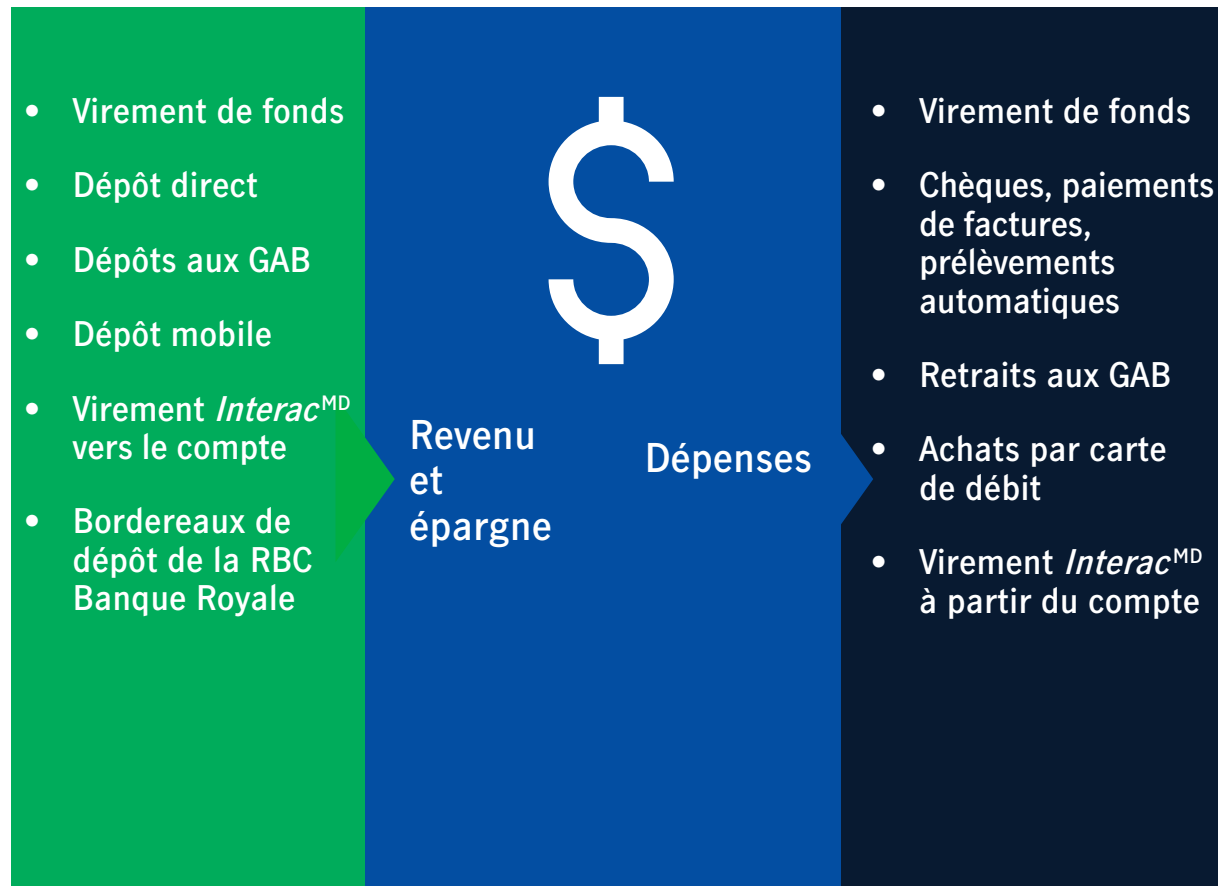 • Virement de fonds
• Dépôt direct
• Dépôts aux GAB
• Dépôt mobile
• Virement Interac MD
vers le compte
• Bordereaux de
dépôt de la RBC
Banque Royale
$
Revenu
et
épargne
Dépenses
• Virement de fonds
• Chèques, paiements
de factures,
prélèvements
automatiques
• Retraits aux GAB
• Achats par carte
de débit
• Virement Interac MD
à partir du compte